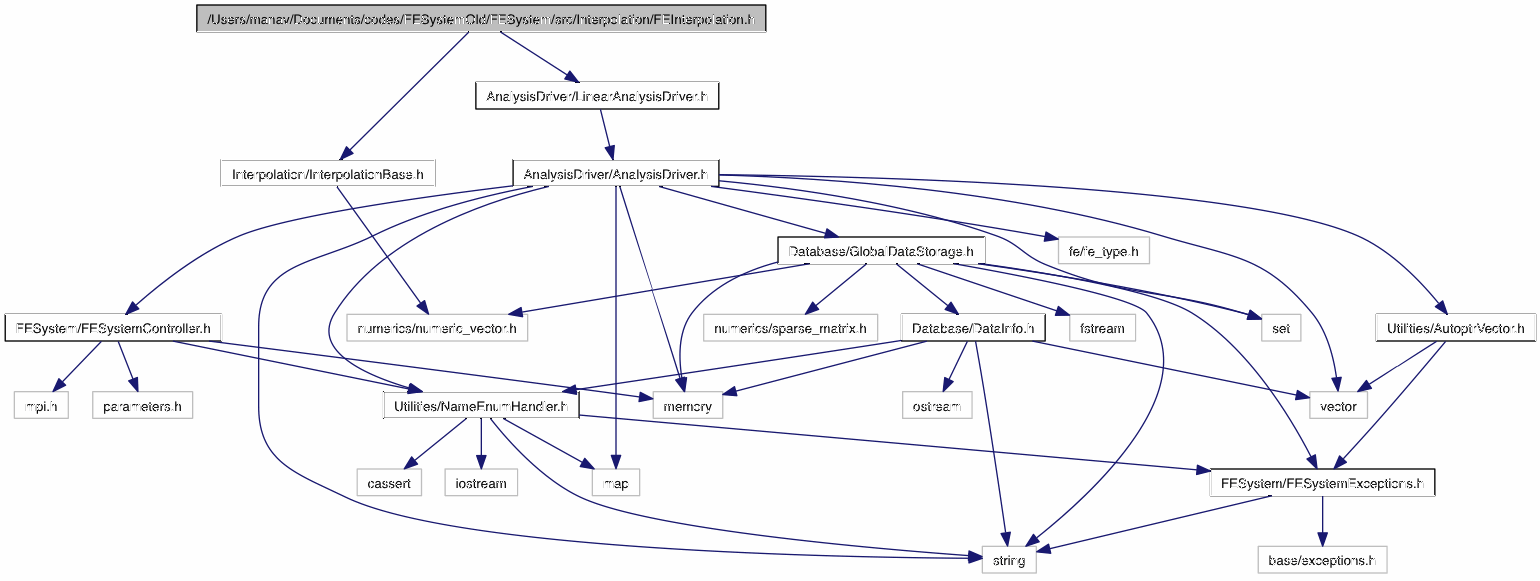 /Users/manav/Documents/codes/FESystemOld/FESystem/src/Interpolation/FEInterpolation.h
AnalysisDriver/LinearAnalysisDriver.h
Interpolation/InterpolationBase.h
AnalysisDriver/AnalysisDriver.h
Database/GlobalDataStorage.h
fe/fe_type.h
FESystem/FESystemController.h
numerics/numeric_vector.h
numerics/sparse_matrix.h
Database/DataInfo.h
fstream
set
Utilities/AutoptrVector.h
mpi.h
parameters.h
Utilities/NameEnumHandler.h
memory
ostream
vector
cassert
iostream
map
FESystem/FESystemExceptions.h
string
base/exceptions.h